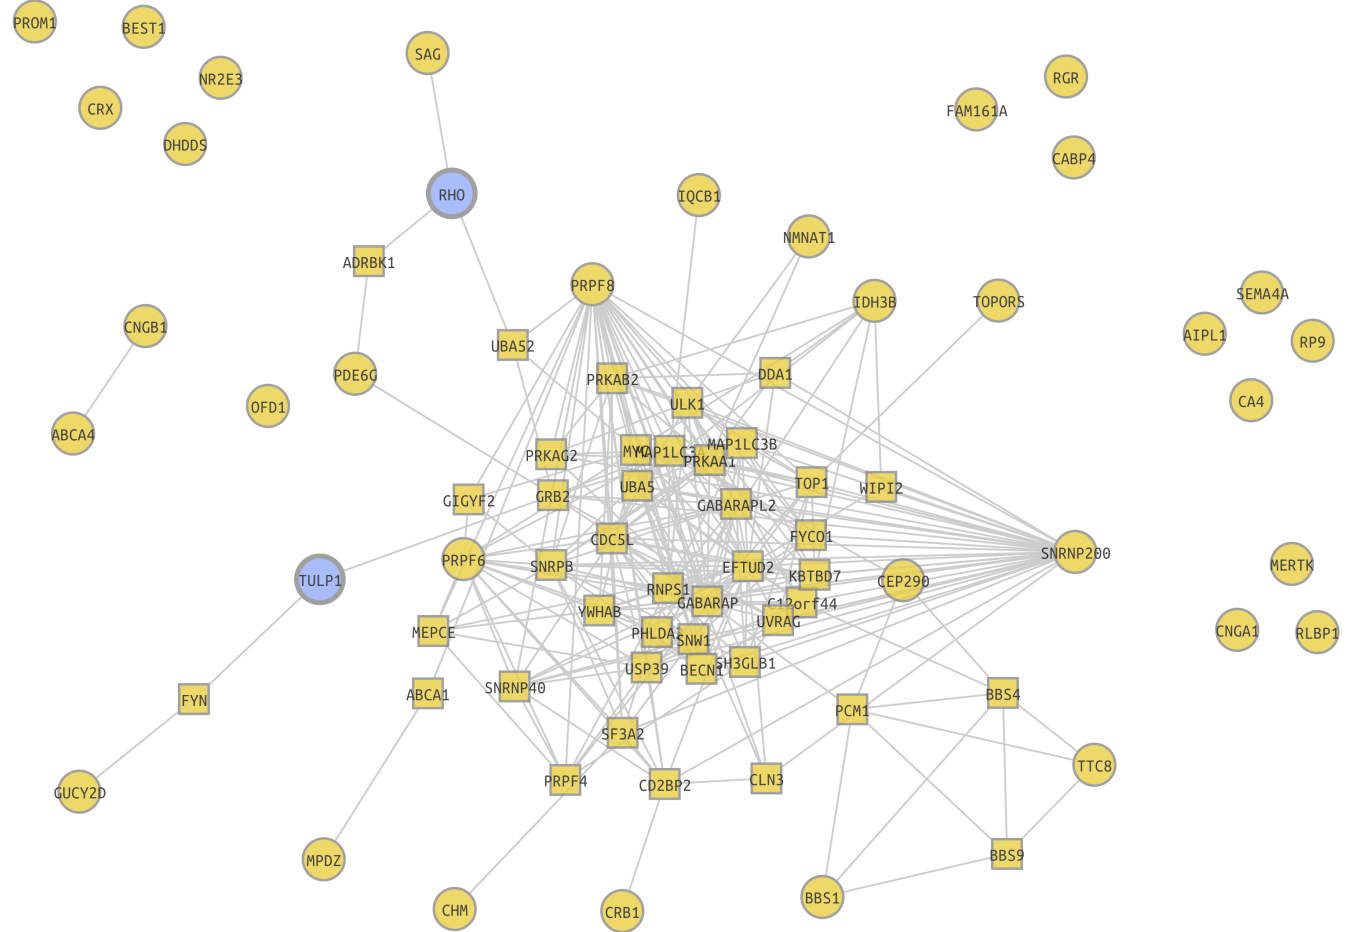 PROM1
BEST1
SAG
NR2E3
RGR
CRX
FAM161A
DHDDS
CABP4
RHO
IQCB1
NMNAT1
ADRBK1
PRPF8
SEMA4A
IDH3B
TOPORS
CNGB1
AIPL1
RP9
UBA52
PDE6G
PRKAB2
DDA1
CA4
OFD1
ULK1
ABCA4
MAP1LC3B
MYC
MAP1LC3
PRKAG2
PRKAA1
UBA5
TOP1
WIPI2
GIGYF2
GRB2
GABARAPL2
CDC5L
FYCO1
SNRNP200
PRPF6
SNRPB
EFTUD2
MERTK
KBTBD7
TULP1
CEP290
RNPS1
GABARAP
C12orf44
YWHAB
UVRAG
MEPCE
PHLDA
SNW1
CNGA1
RLBP1
USP39
BECN1
SH3GLB1
SNRNP40
ABCA1
BBS4
FYN
PCM1
SF3A2
TTC8
PRPF4
CD2BP2
CLN3
GUCY2D
MPDZ
BBS9
BBS1
CHM
CRB1